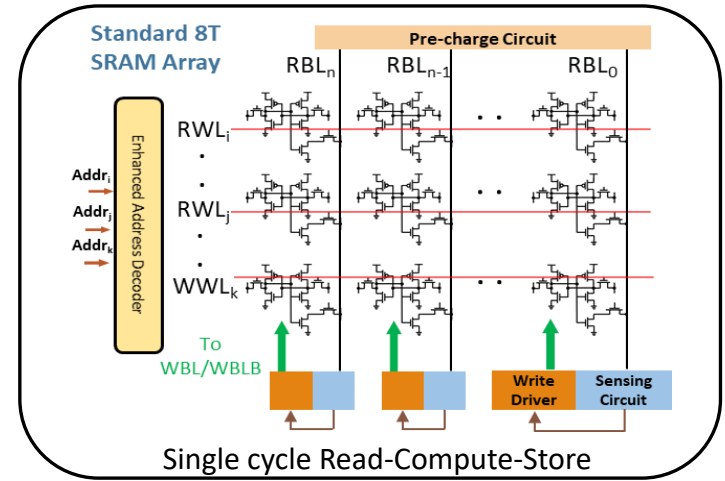 Standard 8T
SRAM Array
Pre-charge Circuit
RBLₙ
RBLₙ₋₁
RBL₀
Enhanced Address Decoder
Addrᵢ
Addrⱼ
Addrₖ
RWLᵢ
.
.
RWLⱼ
.
.
WWLₖ
To
WBL/WBLB
Write
Driver
Sensing
Circuit
Single cycle Read-Compute-Store